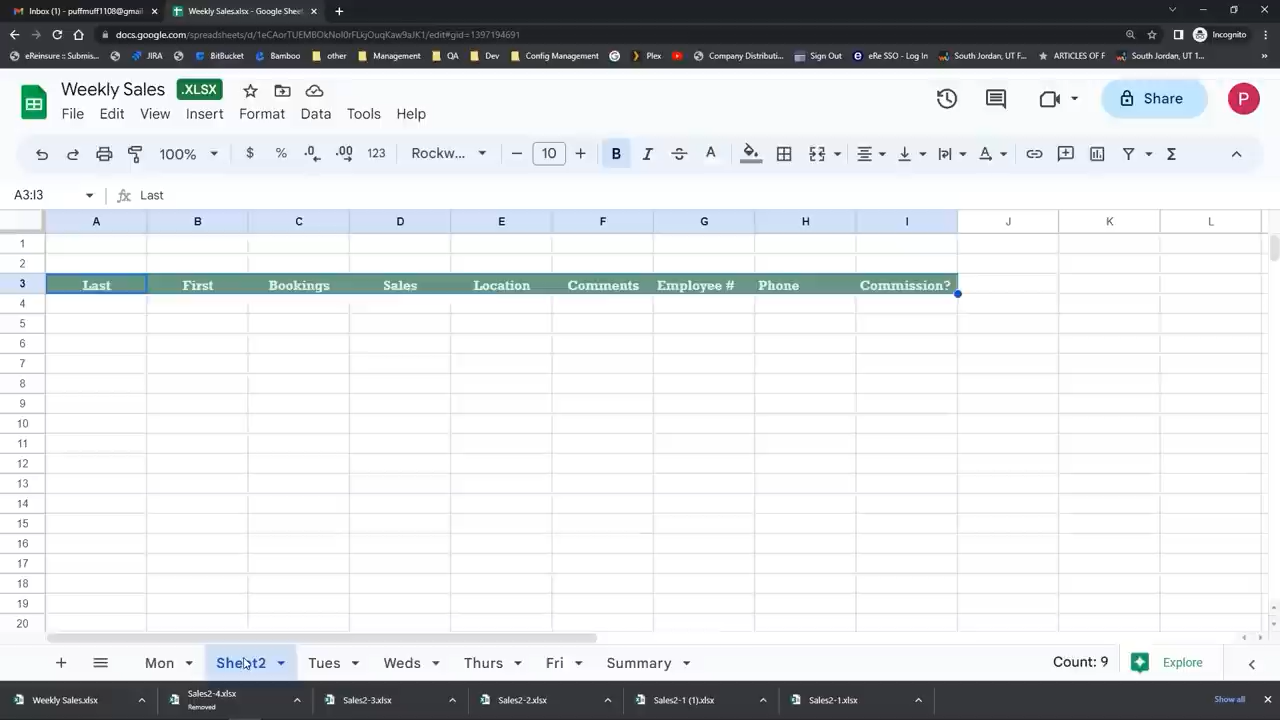 Inbox (1) - puffmuff1108@gmail
Weekly Sales.xlsx - Google Sheet
Incognito
docs.google.com/spreadsheets/d/1eCAorTUEMBOkNoI0rFLkjOuqKaw9aJK1/edit#gid=1397194691
eReinsure :: Submis... JIRA BitBucket Bamboo other Management QA Dev Config Management Plex Company Distributi... Sign Out eRe SSO - Log In South Jordan, UT F... ARTICLES OF F South Jordan, UT 1...
Weekly Sales .XLSX
File Edit View Insert Format Data Tools Help
Share P
100% $ % .0 .00 123 Rockw... 10 B I S A
A3:I3 fx Last
A B C D E F G H I J K L
1
2
3 Last First Bookings Sales Location Comments Employee # Phone Commission?
4
5
6
7
8
9
10
11
12
13
14
15
16
17
18
19
20
Mon Sheet2 Tues Weds Thurs Fri Summary Count: 9 Explore
Weekly Sales.xlsx
Sales2-4.xlsx
Removed
Sales2-3.xlsx
Sales2-2.xlsx
Sales2-1 (1).xlsx
Sales2-1.xlsx
Show all